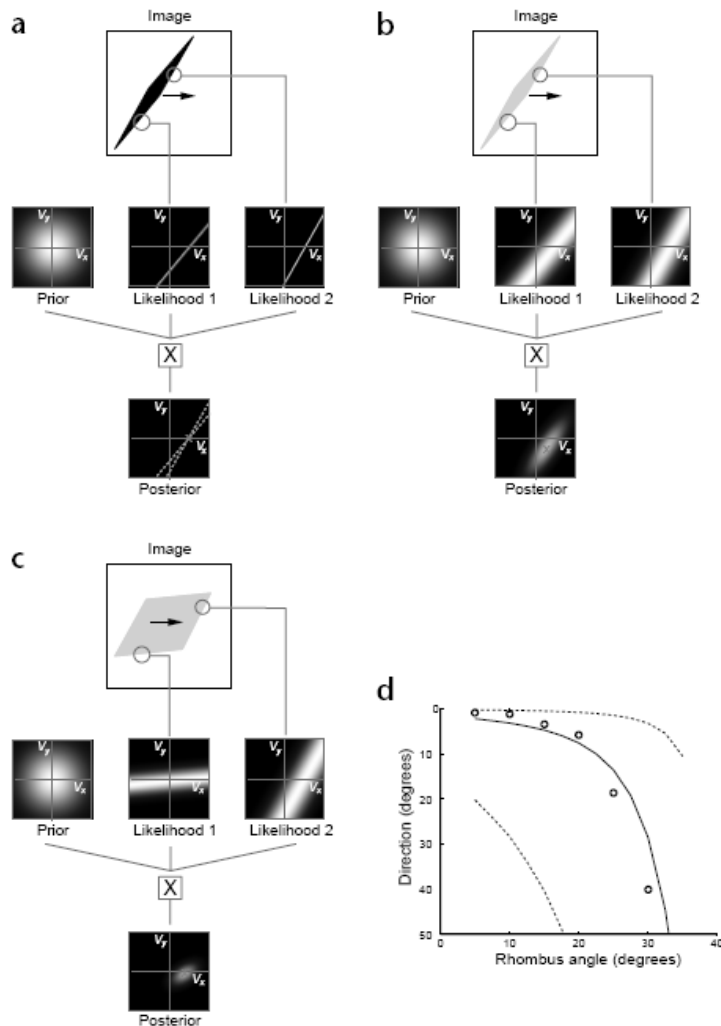 a
Image
Vy
Vx
Vy
Vx
Vy
Vx
Prior
Likelihood 1
Likelihood 2
X
Vy
Vx
Posterior
b
Image
Vy
Vx
Vy
Vx
Vy
Vx
Prior
Likelihood 1
Likelihood 2
X
Vy
Vx
Posterior
c
Image
Vy
Vx
Vy
Vx
Vy
Vx
Prior
Likelihood 1
Likelihood 2
X
Vy
Vx
Posterior
d
0
10
20
30
40
50
Direction (degrees)
0 10 20 30 40
Rhombus angle (degrees)